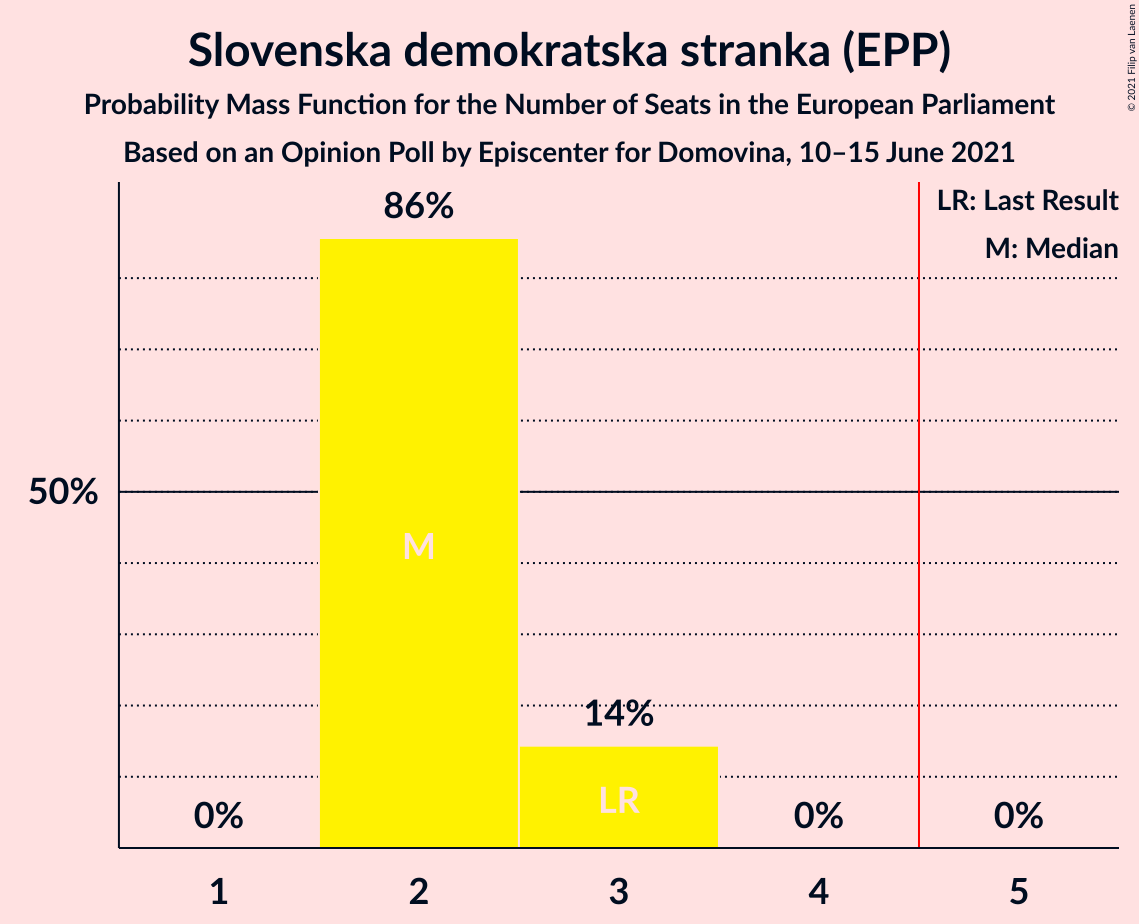 Slovenska demokratska stranka (EPP)
Probability Mass Function for the Number of Seats in the European Parliament
Based on an Opinion Poll by Episcenter for Domovina, 10–15 June 2021
© 2021 Filip van Laenen
LR: Last Result
M: Median
86%
50%
M
14%
LR
0%
0%
0%
1
2
3
4
5